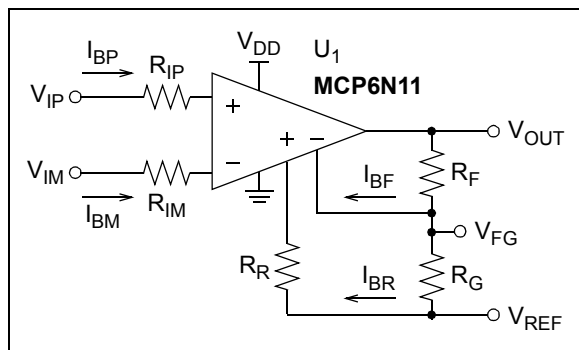 I_BP
V_DD
U_1
MCP6N11
R_IP
V_IP
+
+
−
V_OUT
V_IM
−
I_BF
R_F
I_BM
R_IM
V_FG
R_R
I_BR
R_G
V_REF